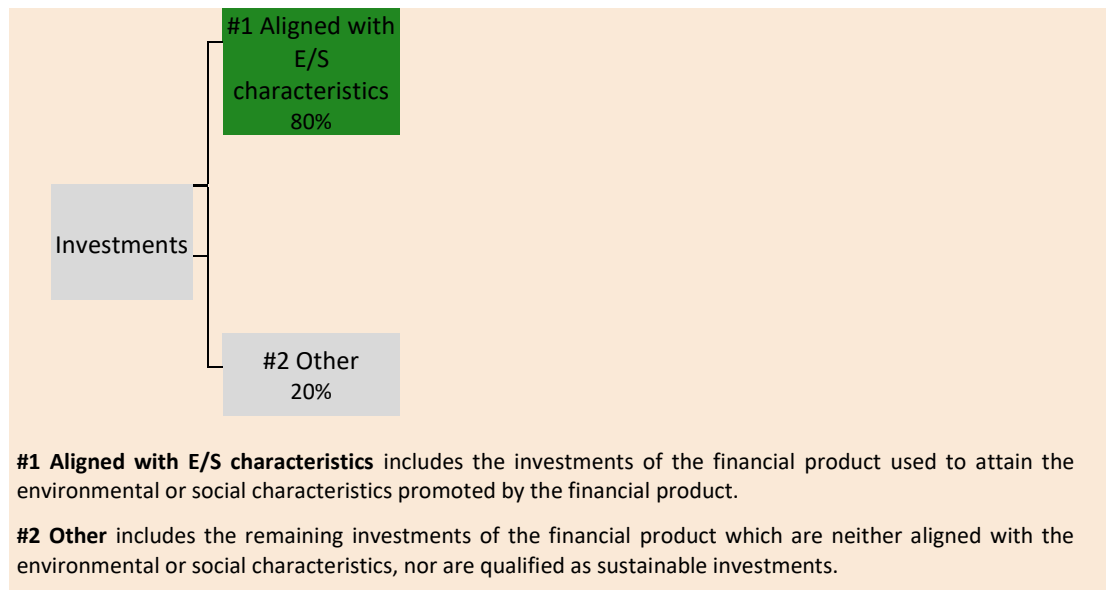 #1 Aligned with
E/S
characteristics
80%
Investments
#2 Other
20%
#1 Aligned with E/S characteristics includes the investments of the financial product used to attain the
environmental or social characteristics promoted by the financial product.
#2 Other includes the remaining investments of the financial product which are neither aligned with the
environmental or social characteristics, nor are qualified as sustainable investments.